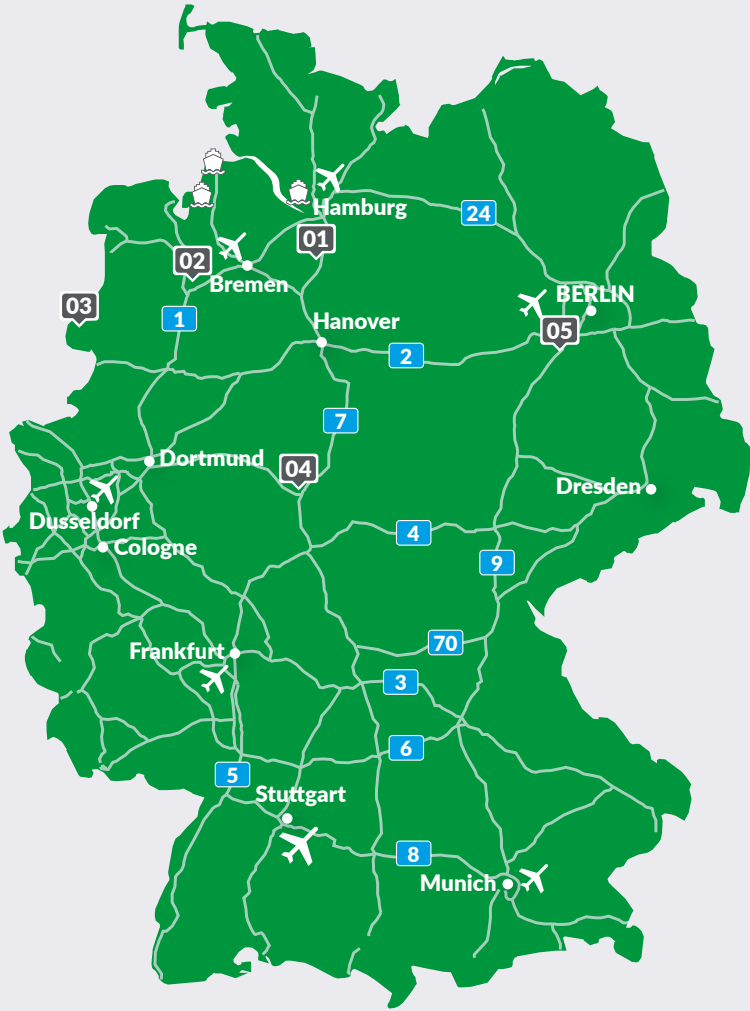 Hamburg
24
01
02
Bremen
BERLIN
03
1
Hanover
05
2
7
Dortmund
04
Dresden
Dusseldorf
4
Cologne
9
70
Frankfurt
3
6
5
Stuttgart
8
Munich